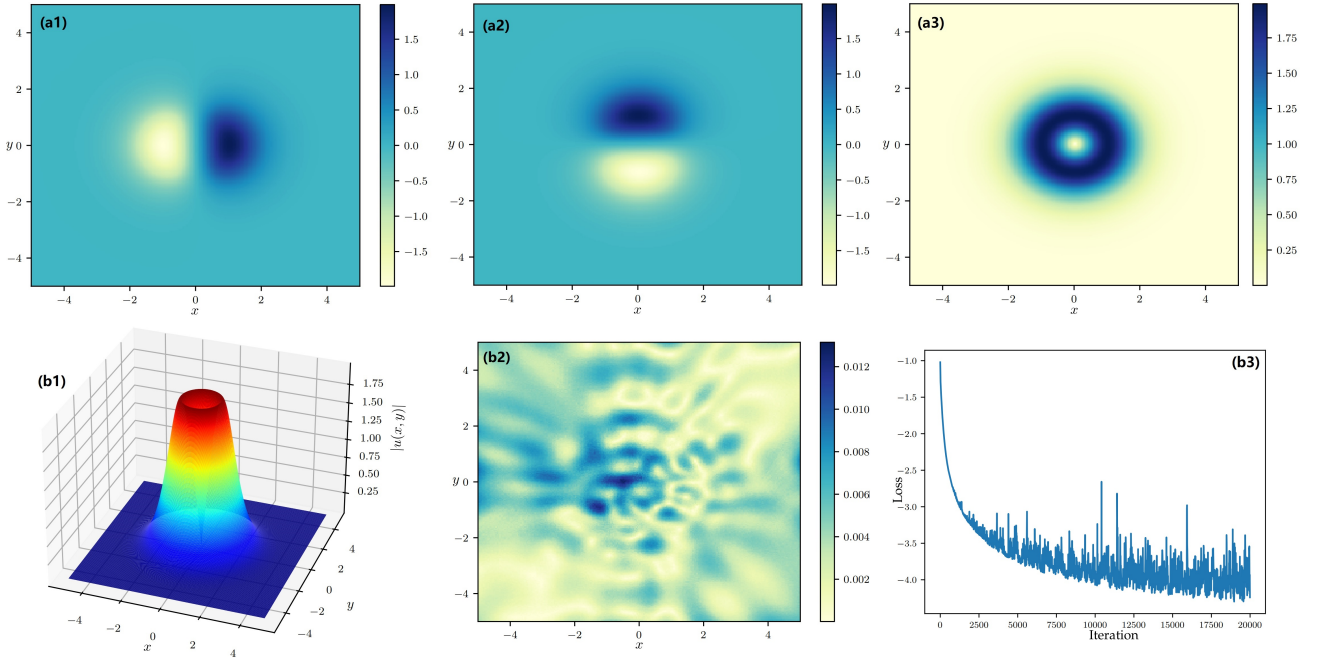 (a1)
4
2
y 0
−2
−4
−4 −2 0 2 4
x
1.5
1.0
0.5
0.0
−0.5
−1.0
−1.5
(a2)
4
2
y 0
−2
−4
−4 −2 0 2 4
x
1.5
1.0
0.5
0.0
−0.5
−1.0
−1.5
(a3)
4
2
y 0
−2
−4
−4 −2 0 2 4
x
1.75
1.50
1.25
1.00
0.75
0.50
0.25
(b1)
1.75
1.50
1.25
1.00
0.75
0.50
0.25
|u(x, y)|
4
2
0
−2
−4
y
−4 −2 0 2 4
x
(b2)
4
2
y 0
−2
−4
−4 −2 0 2 4
x
0.012
0.010
0.008
0.006
0.004
0.002
(b3)
−1.0
−1.5
−2.0
−2.5
−3.0
−3.5
−4.0
Loss
0 2500 5000 7500 10000 12500 15000 17500 20000
Iteration